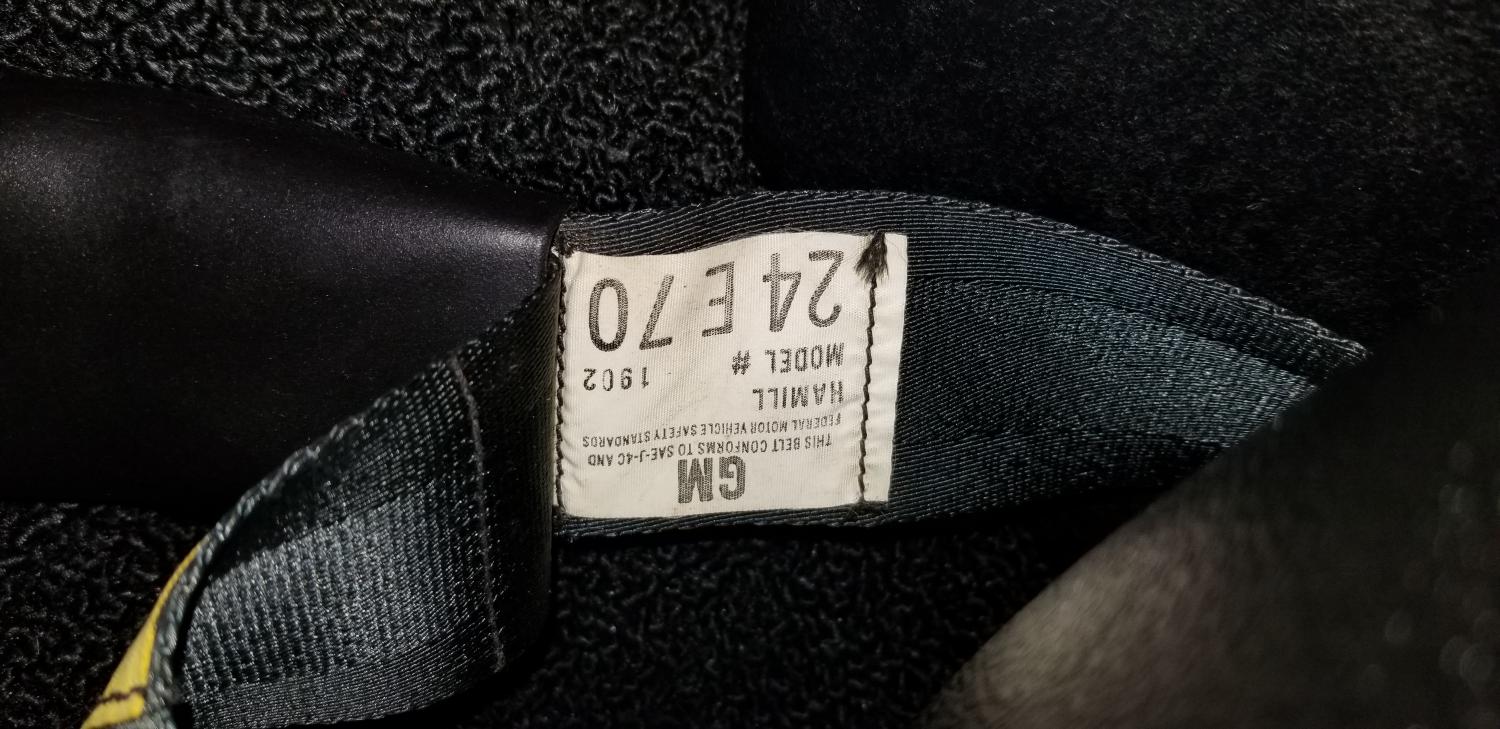 GM
THIS BELT CONFORMS TO SAE-J-4C AND
FEDERAL MOTOR VEHICLE SAFETY STANDARDS
HAMILL 1902
MODEL #
24 E 70